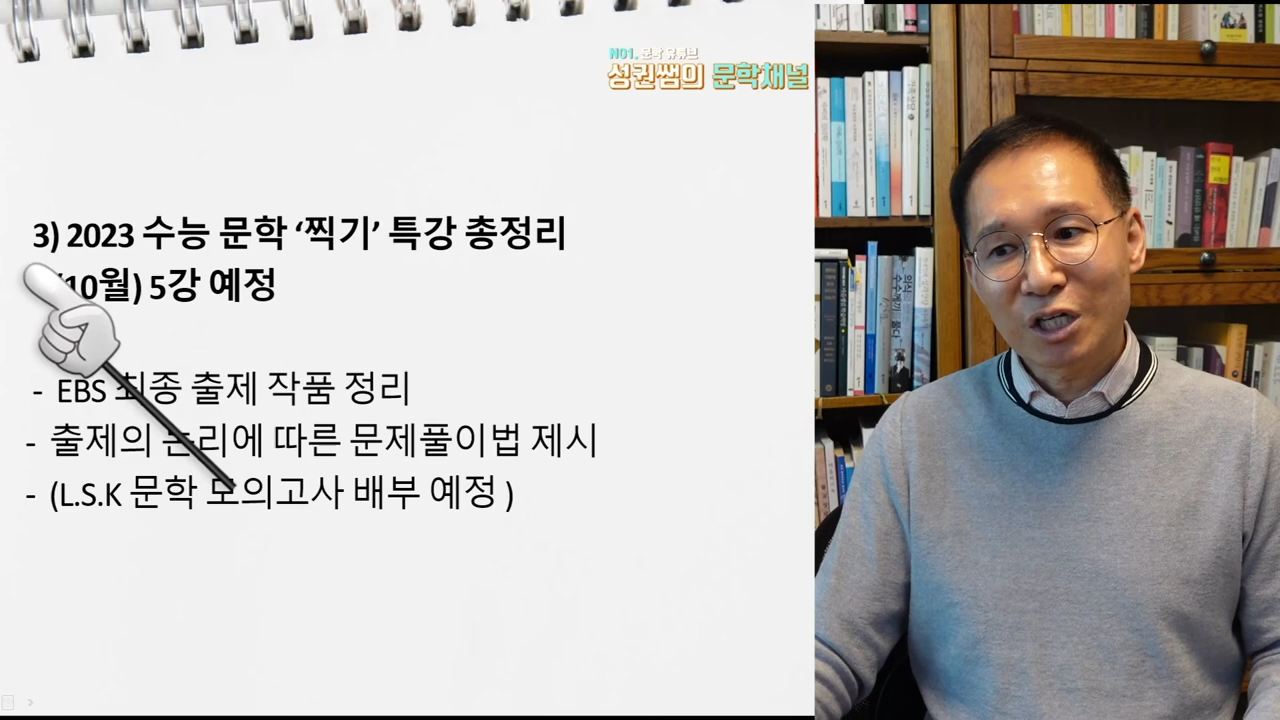 NO1. 문학 유튜브
성권쌤의 문학채널
3) 2023 수능 문학 ‘찍기’ 특강 총정리
(10월) 5강 예정
- EBS 최종 출제 작품 정리
- 출제의 논리에 따른 문제풀이법 제시
- (L.S.K 문학 모의고사 배부 예정 )